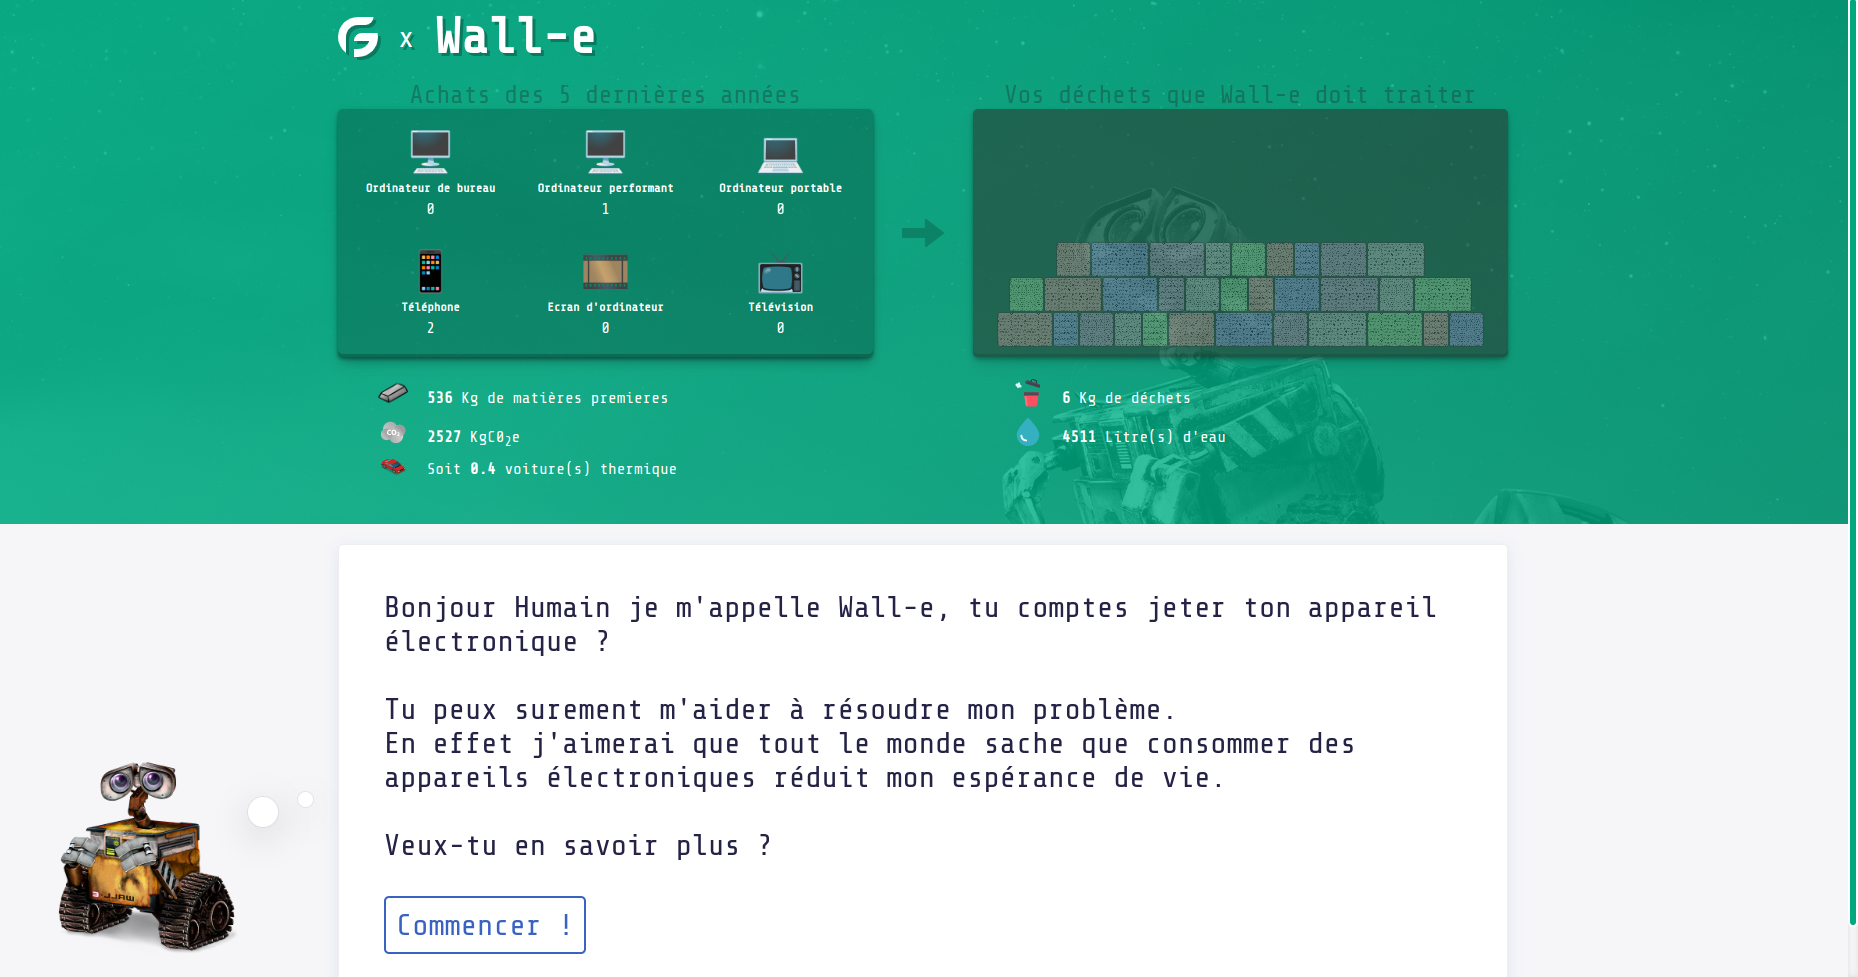 G x Wall-e
Achats des 5 dernières années
Ordinateur de bureau
0
Ordinateur performant
1
Ordinateur portable
0
Téléphone
2
Ecran d'ordinateur
0
Télévision
0
536 Kg de matières premieres
CO₂
2527 KgCO₂e
Soit 0.4 voiture(s) thermique
Vos déchets que Wall-e doit traiter
6 Kg de déchets
4511 Litre(s) d'eau
Bonjour Humain je m'appelle Wall-e, tu comptes jeter ton appareil
électronique ?
Tu peux surement m'aider à résoudre mon problème.
En effet j'aimerai que tout le monde sache que consommer des
appareils électroniques réduit mon espérance de vie.
Veux-tu en savoir plus ?
Commencer !
WALL-E